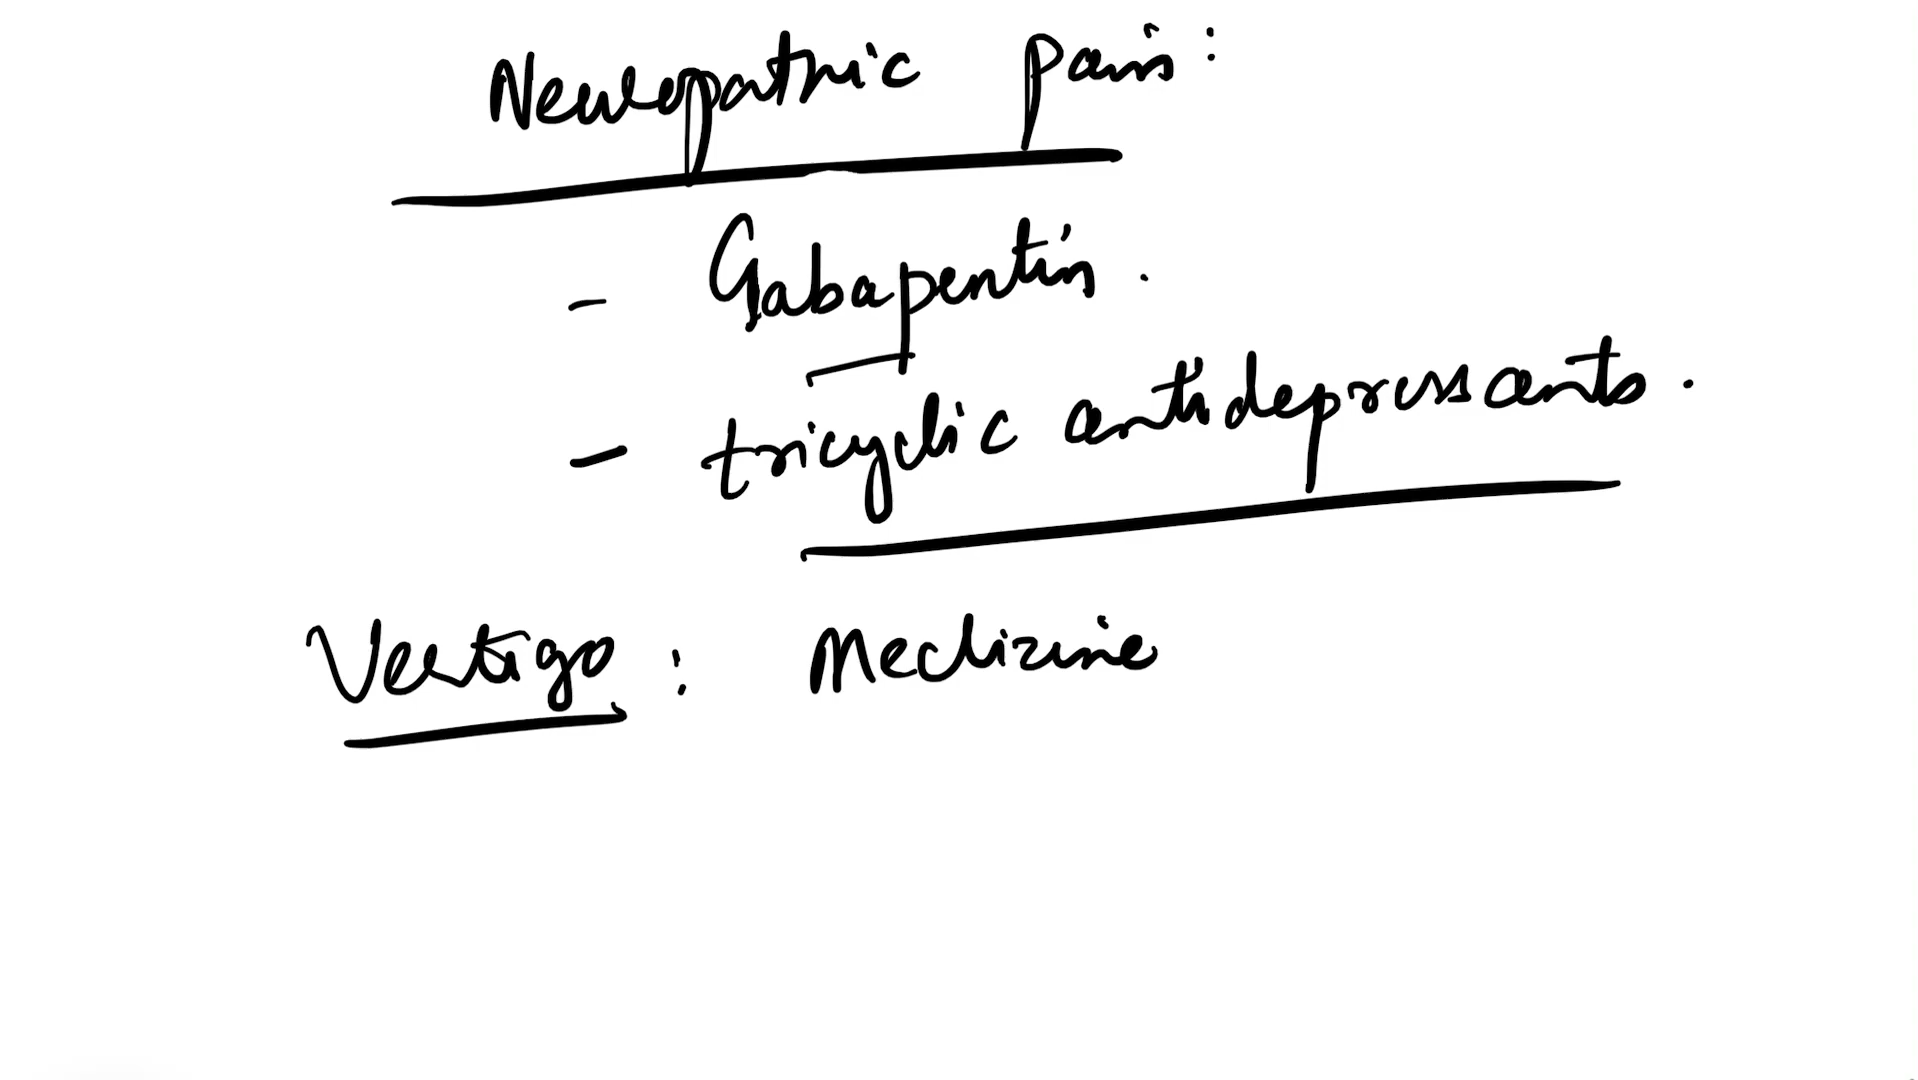 Neuropathic pain:
- Gabapentin.
- tricyclic antidepressants.
Vertigo: Meclizine